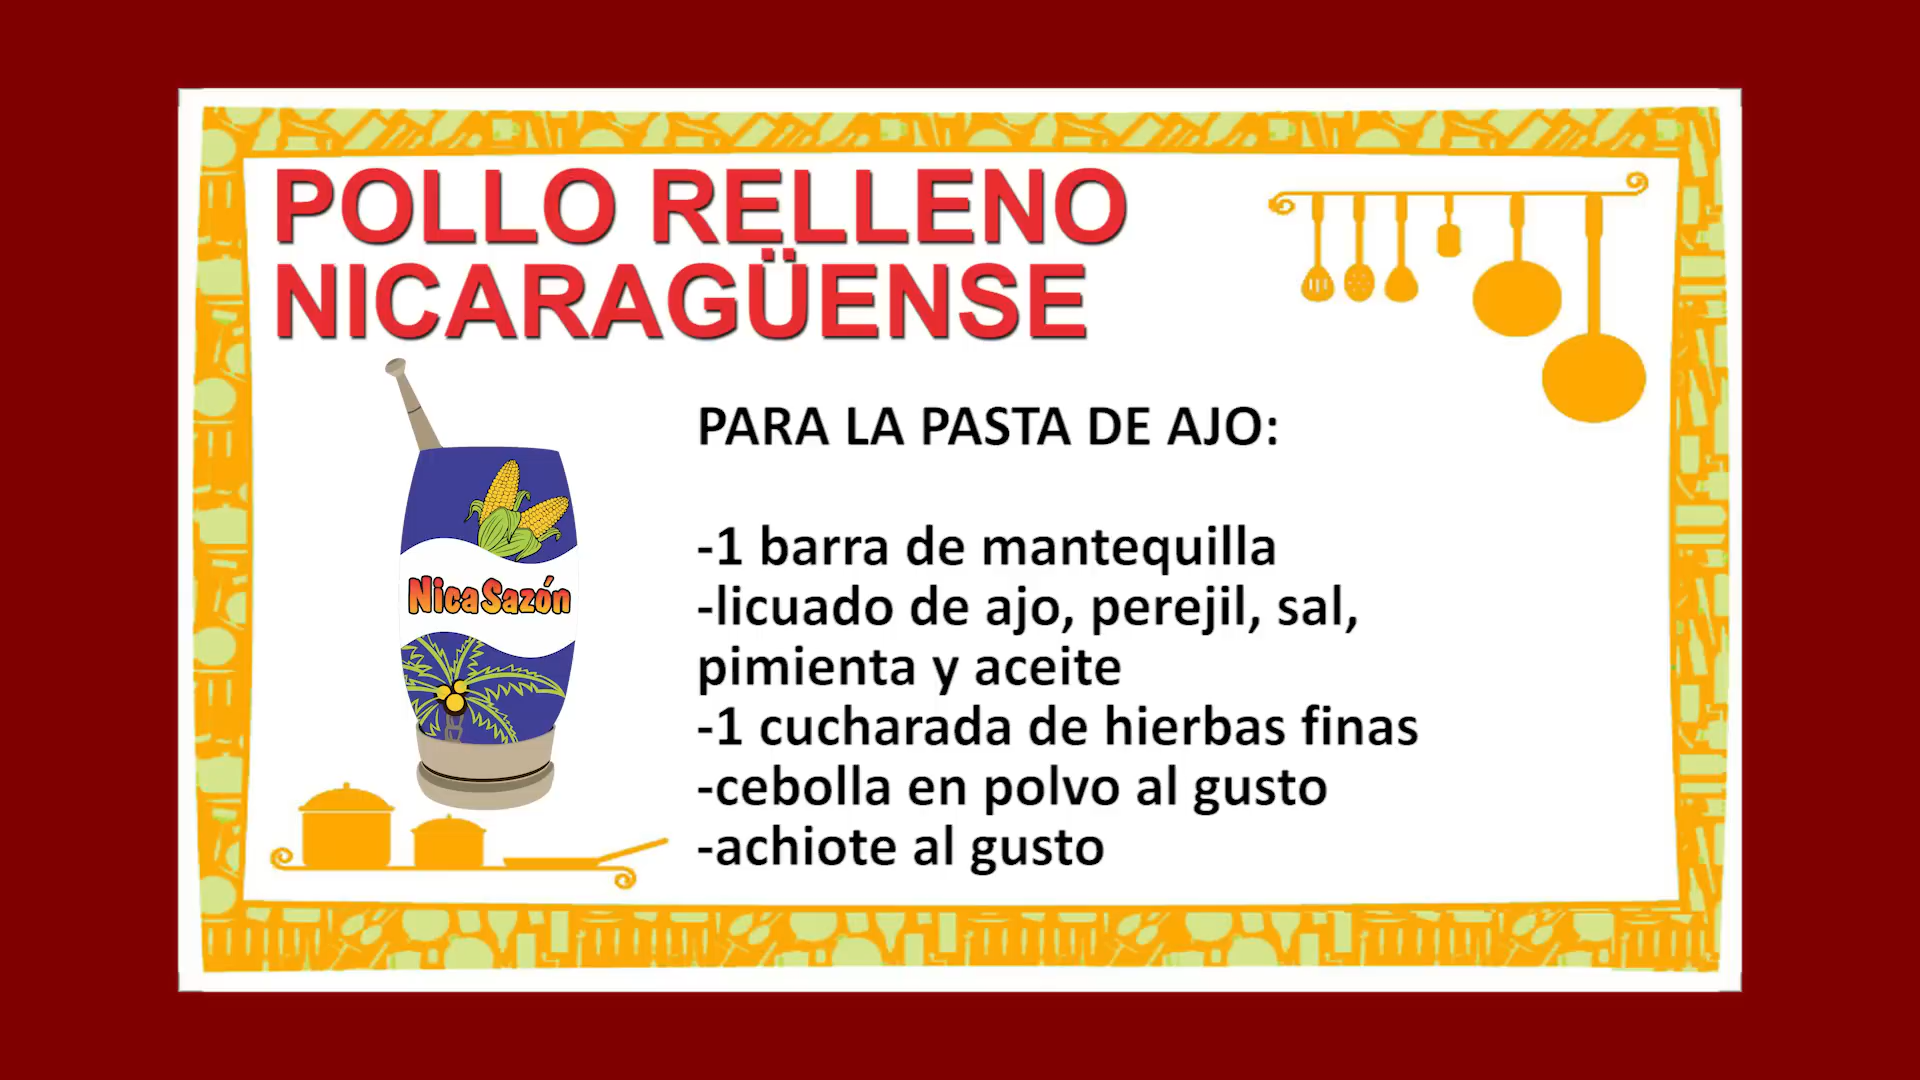 POLLO RELLENO
NICARAGÜENSE
PARA LA PASTA DE AJO:
-1 barra de mantequilla
-licuado de ajo, perejil, sal,
pimienta y aceite
-1 cucharada de hierbas finas
-cebolla en polvo al gusto
-achiote al gusto
NicaSazón